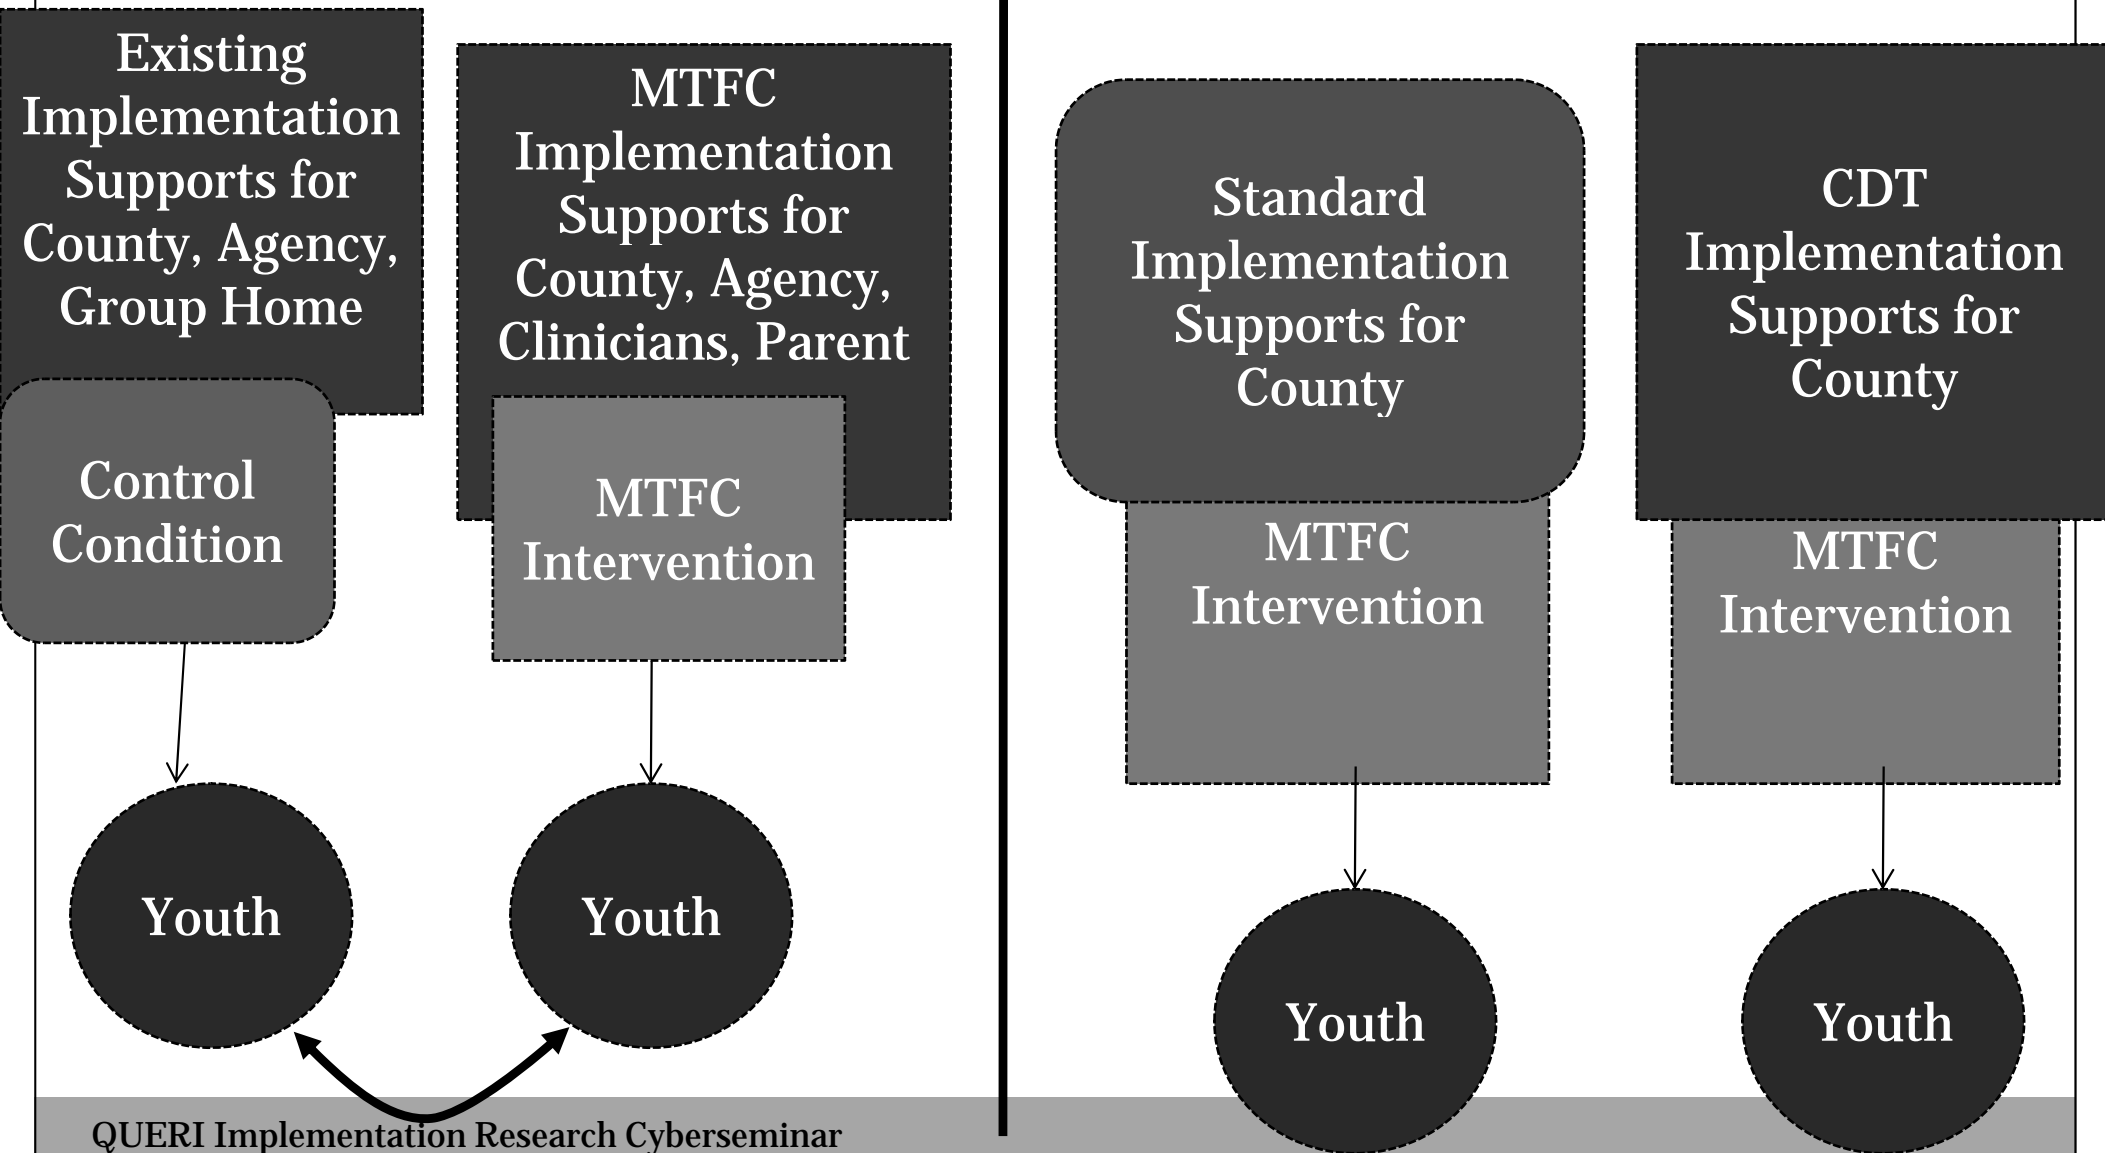 Existing
Implementation
Supports for
County, Agency,
Group Home
Control
Condition
Youth
MTFC
Implementation
Supports for
County, Agency,
Clinicians, Parent
MTFC
Intervention
Youth
Standard
Implementation
Supports for
County
MTFC
Intervention
Youth
CDT
Implementation
Supports for
County
MTFC
Intervention
Youth
QUERI Implementation Research Cyberseminar